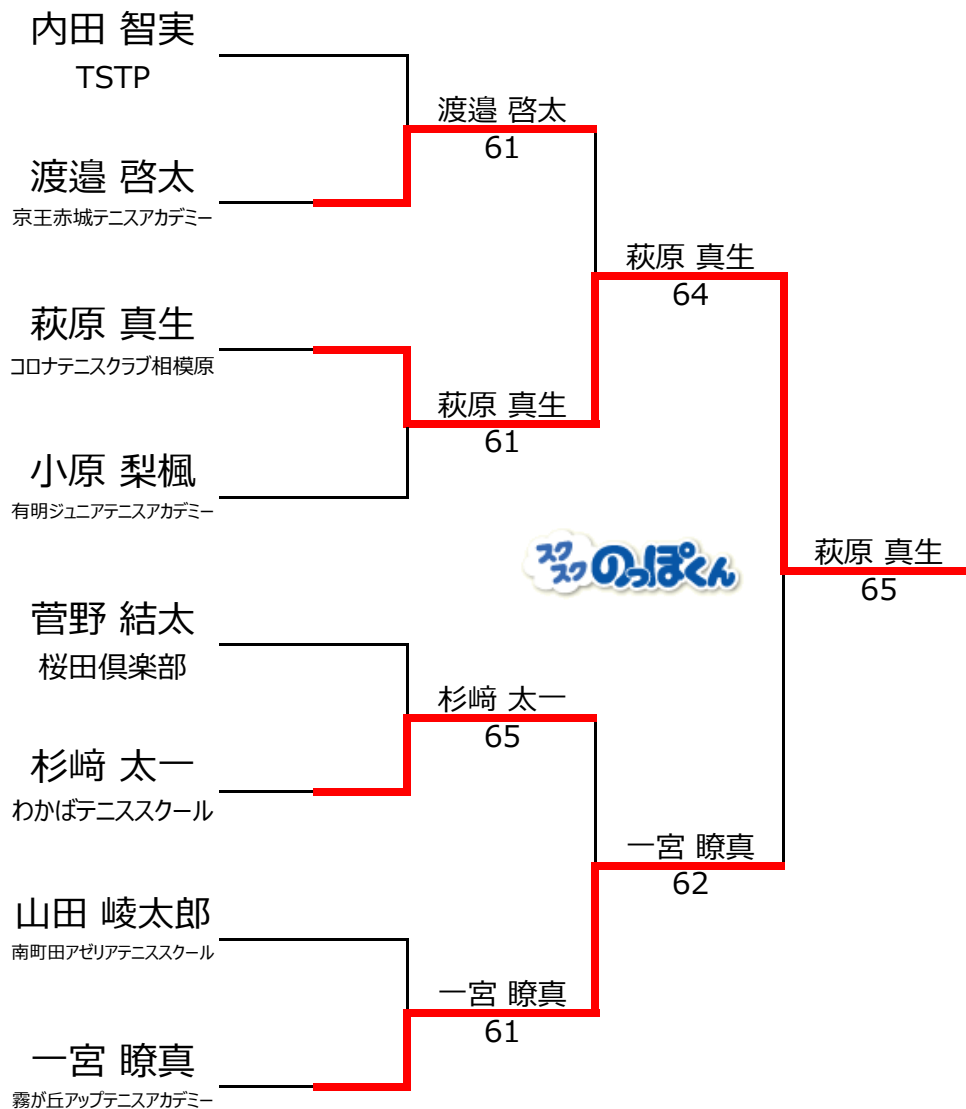 内田 智実
TSTP
渡邉 啓太
61
渡邉 啓太
京王赤城テニスアカデミー
萩原 真生
64
萩原 真生
コロナテニスクラブ相模原
萩原 真生
61
小原 梨楓
有明ジュニアテニスアカデミー
スクスクのっぽくん
萩原 真生
65
菅野 結太
桜田倶楽部
杉﨑 太一
65
杉﨑 太一
わかばテニススクール
一宮 瞭真
62
山田 崚太郎
南町田アゼリアテニススクール
一宮 瞭真
61
一宮 瞭真
霧が丘アップテニスアカデミー